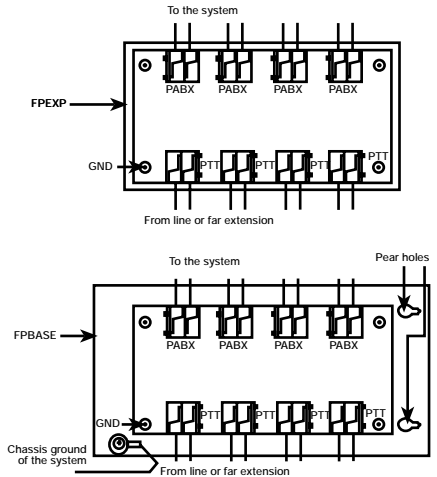 To the system
PABX PABX PABX PABX
FPEXP
GND
PTT PTT PTT PTT
From line or far extension
To the system
Pear holes
PABX PABX PABX PABX
FPBASE
GND
PTT PTT PTT PTT
Chassis ground
of the system
From line or far extension